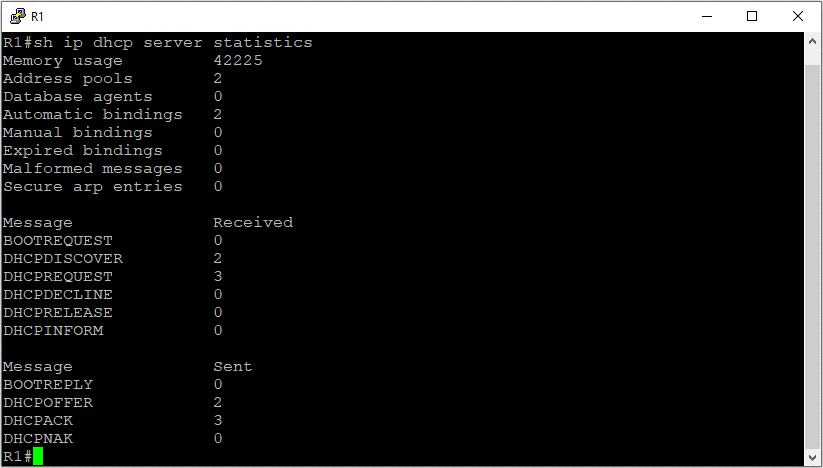 R1
R1#sh ip dhcp server statistics
Memory usage         42225
Address pools        2
Database agents      0
Automatic bindings   2
Manual bindings      0
Expired bindings     0
Malformed messages   0
Secure arp entries   0

Message              Received
BOOTREQUEST          0
DHCPDISCOVER         2
DHCPREQUEST          3
DHCPDECLINE          0
DHCPRELEASE          0
DHCPINFORM           0

Message              Sent
BOOTREPLY            0
DHCPOFFER            2
DHCPACK              3
DHCPNAK              0
R1#